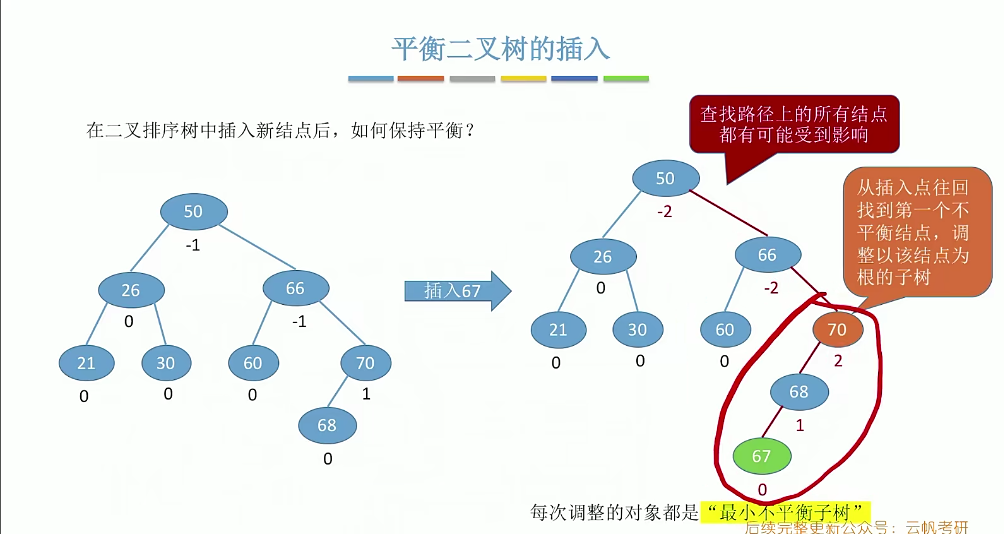 平衡二叉树的插入
在二叉排序树中插入新结点后，如何保持平衡？
查找路径上的所有结点
都有可能受到影响
从插入点往回
找到第一个不
平衡结点，调
整以该结点为
根的子树
50
-1
26
0
66
-1
21
0
30
0
60
0
70
1
68
0
插入67
50
-2
26
0
66
-2
21
0
30
0
60
0
70
2
68
1
67
0
每次调整的对象都是“最小不平衡子树”
后续完整更新公众号：云帆考研